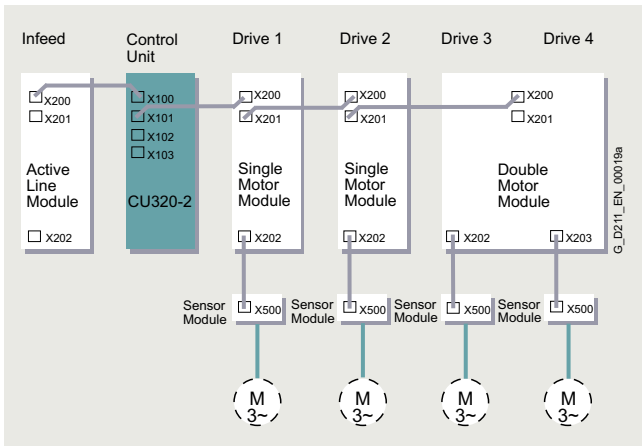 Infeed
Control
Unit
Drive 1
Drive 2
Drive 3
Drive 4
X200
X201
Active
Line
Module
X202
X100
X101
X102
X103
CU320-2
X200
X201
Single
Motor
Module
X202
X200
X201
Single
Motor
Module
X202
X200
X201
Double
Motor
Module
X202
X203
G_D211_EN_00019a
Sensor
Module
X500
Sensor
Module
X500
Sensor
Module
X500
Sensor
Module
X500
M
3~
M
3~
M
3~
M
3~